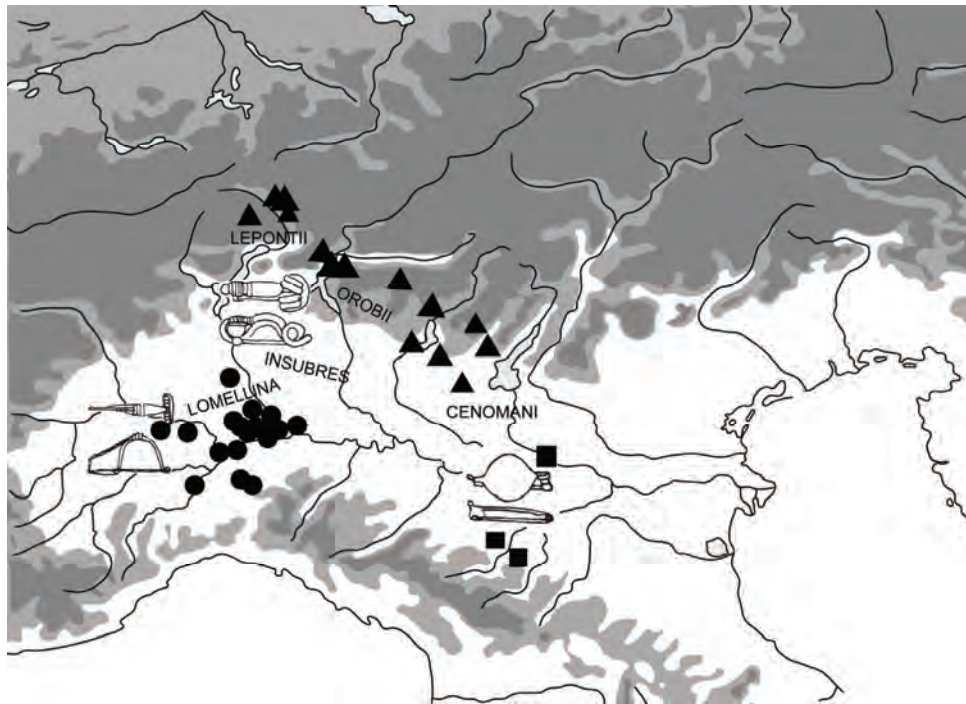 LEPONTII
OROBII
INSUBRES
LOMELLINA
CENOMANI